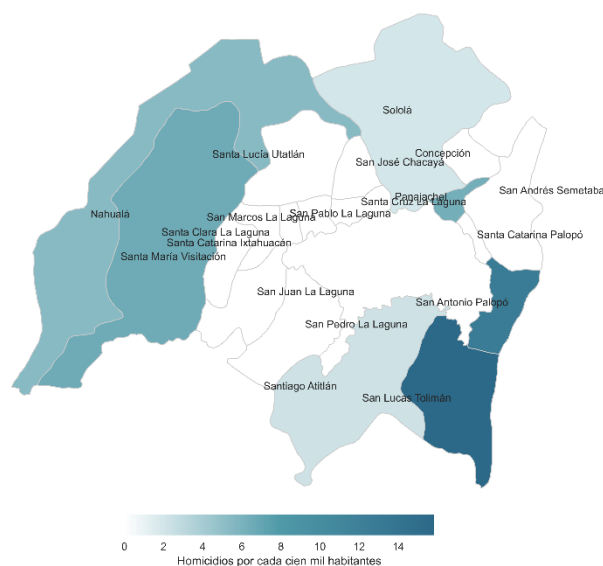 Sololá
Santa Lucía Utatlán
Concepción
San José Chacayá
San Andrés Semetaba
Panajachel
Santa Cruz La Laguna
Nahualá
San Marcos La Laguna
San Pablo La Laguna
Santa Clara La Laguna
Santa Catarina Palopó
Santa Catarina Ixtahuacán
Santa María Visitación
San Juan La Laguna
San Antonio Palopó
San Pedro La Laguna
Santiago Atitlán
San Lucas Tolimán
0 2 4 6 8 10 12 14
Homicidios por cada cien mil habitantes